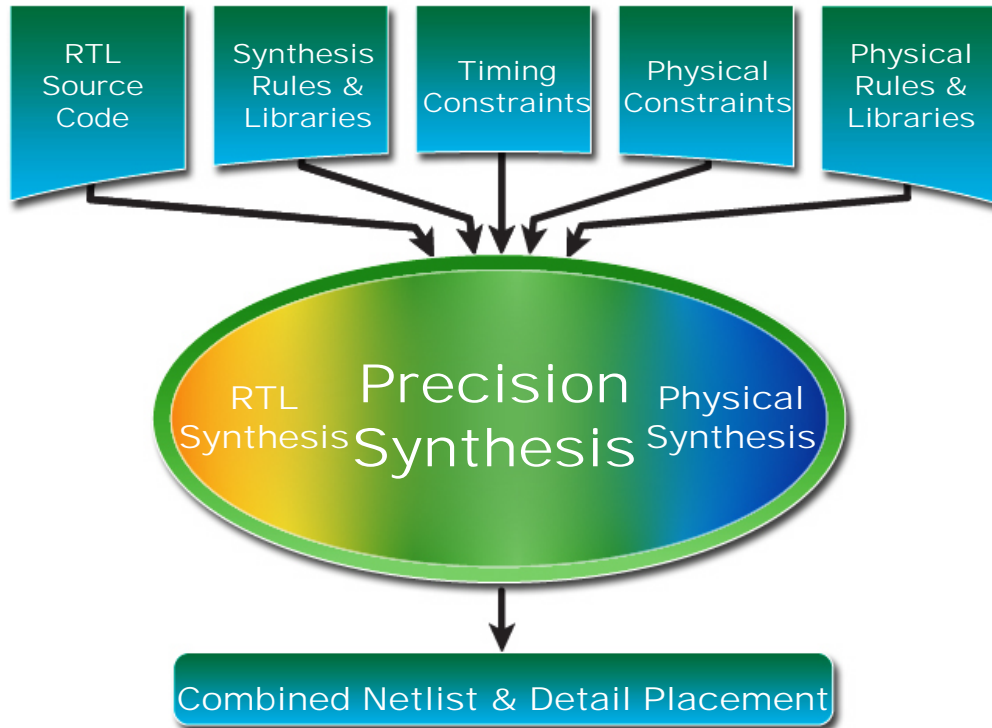 RTL
Source
Code
Synthesis
Rules &
Libraries
Timing
Constraints
Physical
Constraints
Physical
Rules &
Libraries
RTL
Synthesis
Precision
Synthesis
Physical
Synthesis
Combined Netlist & Detail Placement